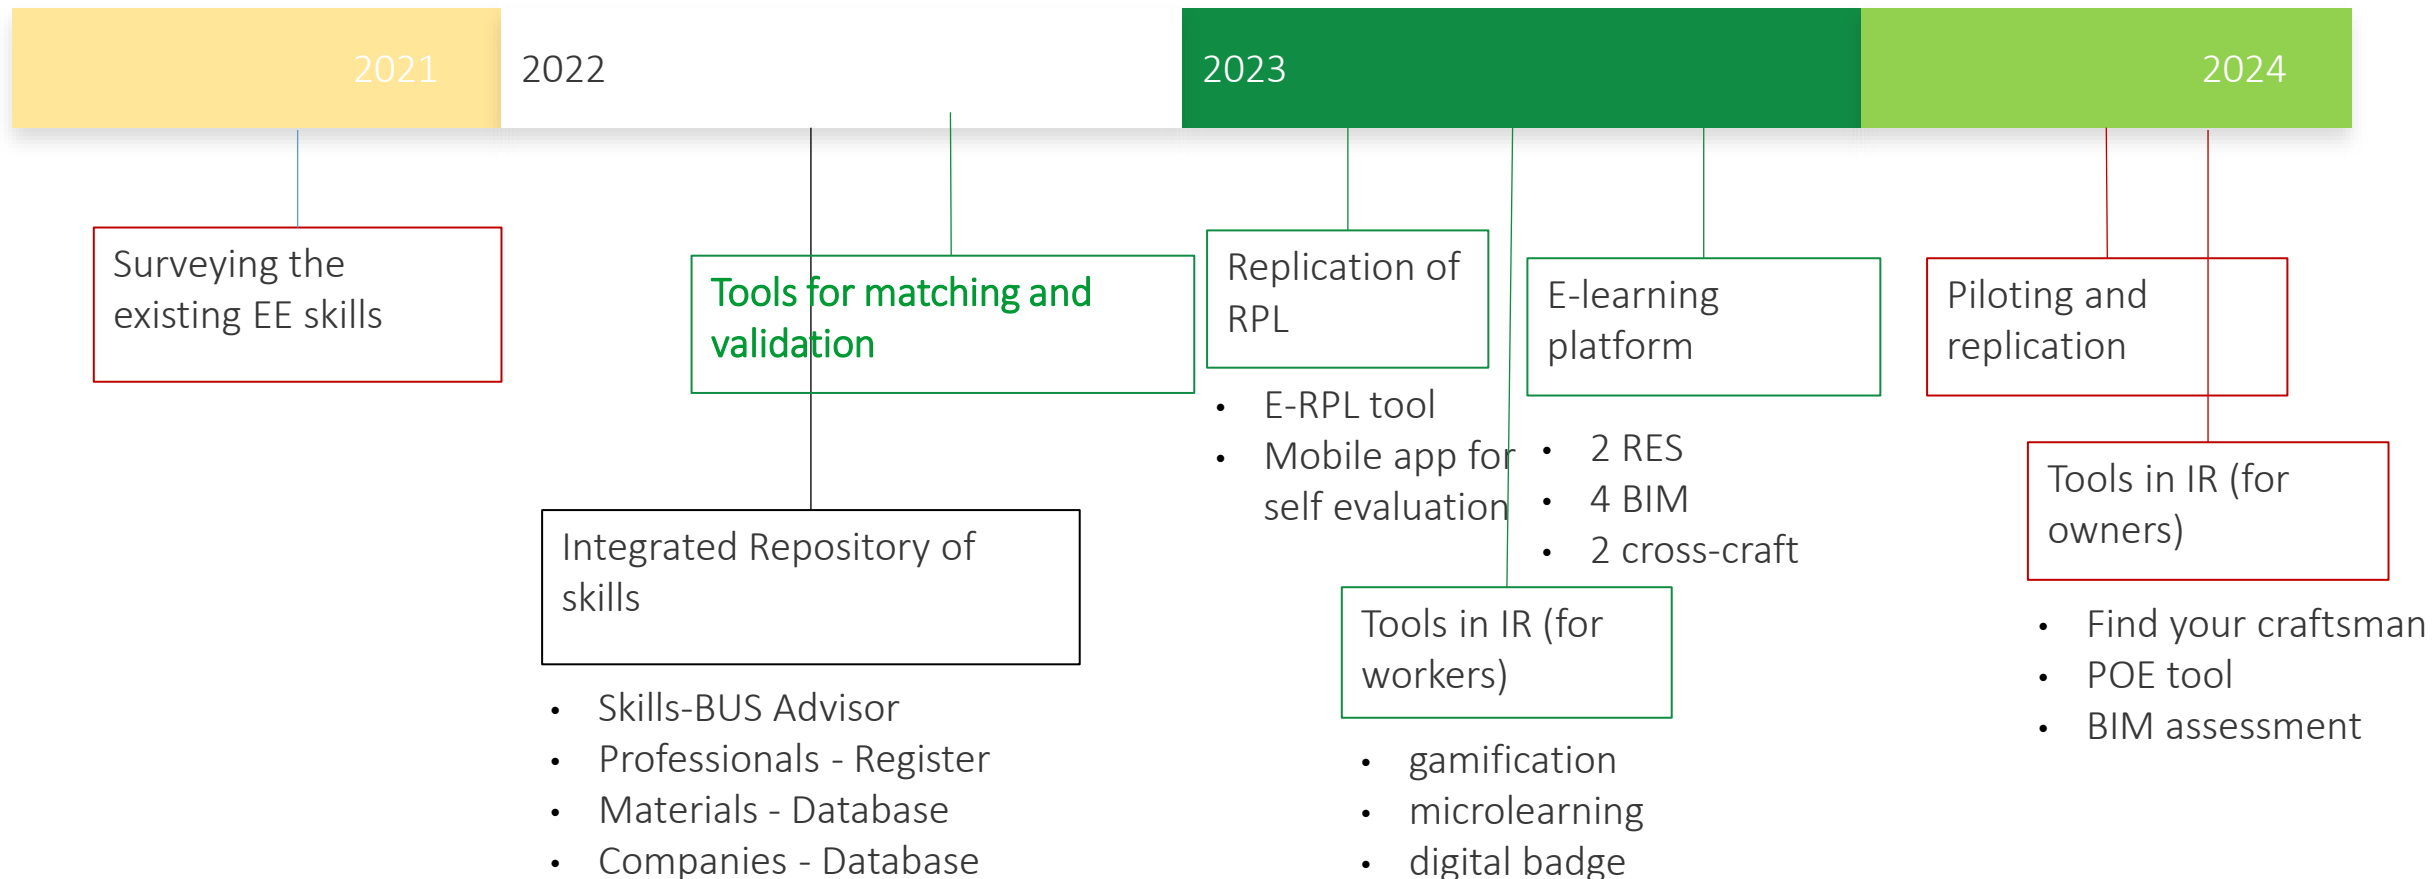 2021
2022
2023
2024
Surveying the
existing EE skills
Tools for matching and
validation
Integrated Repository of
skills
• Skills-BUS Advisor
• Professionals - Register
• Materials - Database
• Companies - Database
Replication of
RPL
• E-RPL tool
• Mobile app for
self evaluation
Tools in IR (for
workers)
• gamification
• microlearning
• digital badge
E-learning
platform
• 2 RES
• 4 BIM
• 2 cross-craft
Piloting and
replication
Tools in IR (for
owners)
• Find your craftsman
• POE tool
• BIM assessment